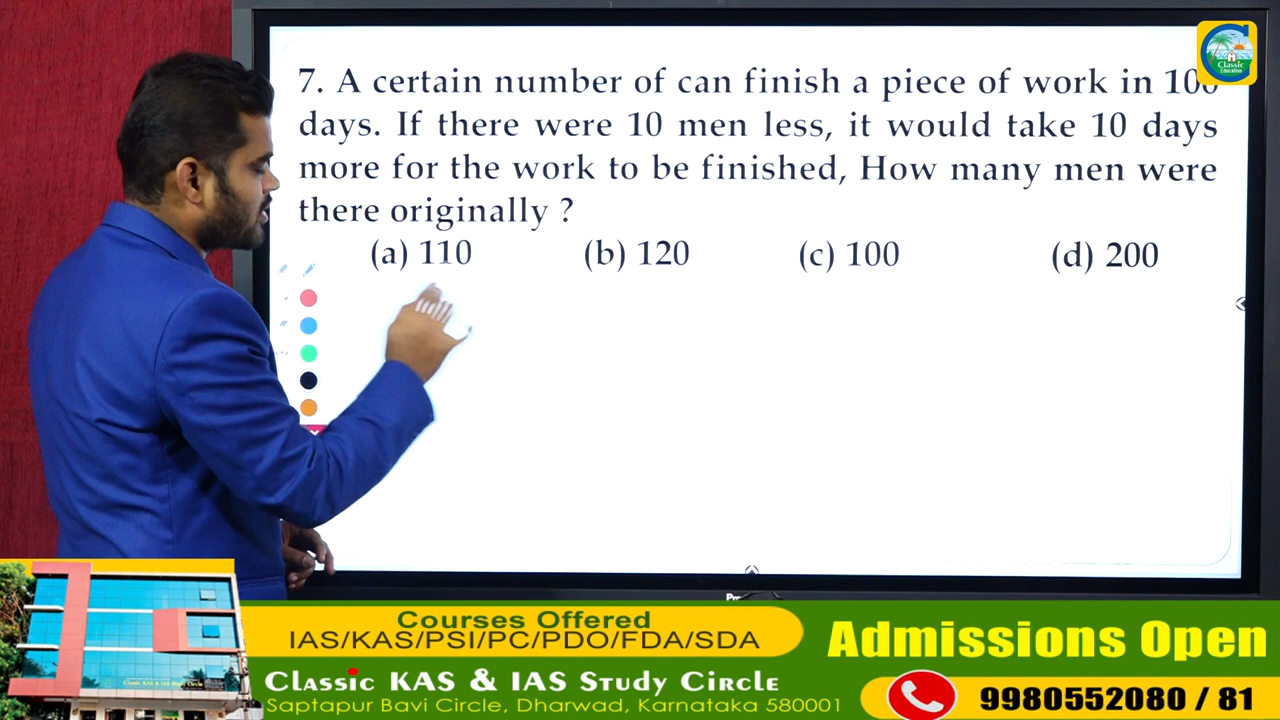 7. A certain number of can finish a piece of work in 100
days. If there were 10 men less, it would take 10 days
more for the work to be finished, How many men were
there originally ?
(a) 110 (b) 120 (c) 100 (d) 200
Classic
Education
Courses Offered
IAS/KAS/PSI/PC/PDO/FDA/SDA
Classic KAS & IAS Study Circle
Saptapur Bavi Circle, Dharwad, Karnataka 580001
Admissions Open
9980552080 / 81